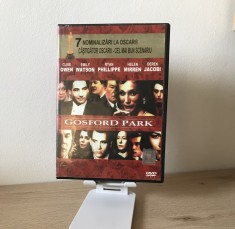 7 NOMINALIZĂRI LA OSCAR!!!
CÂȘTIGĂTOR OSCAR - CEL MAI BUN SCENARIU
CLIVE EMILY RYAN HELEN DEREK
OWEN WATSON PHILLIPPE MIRREN JACOBI
GOSFORD PARK
DVD